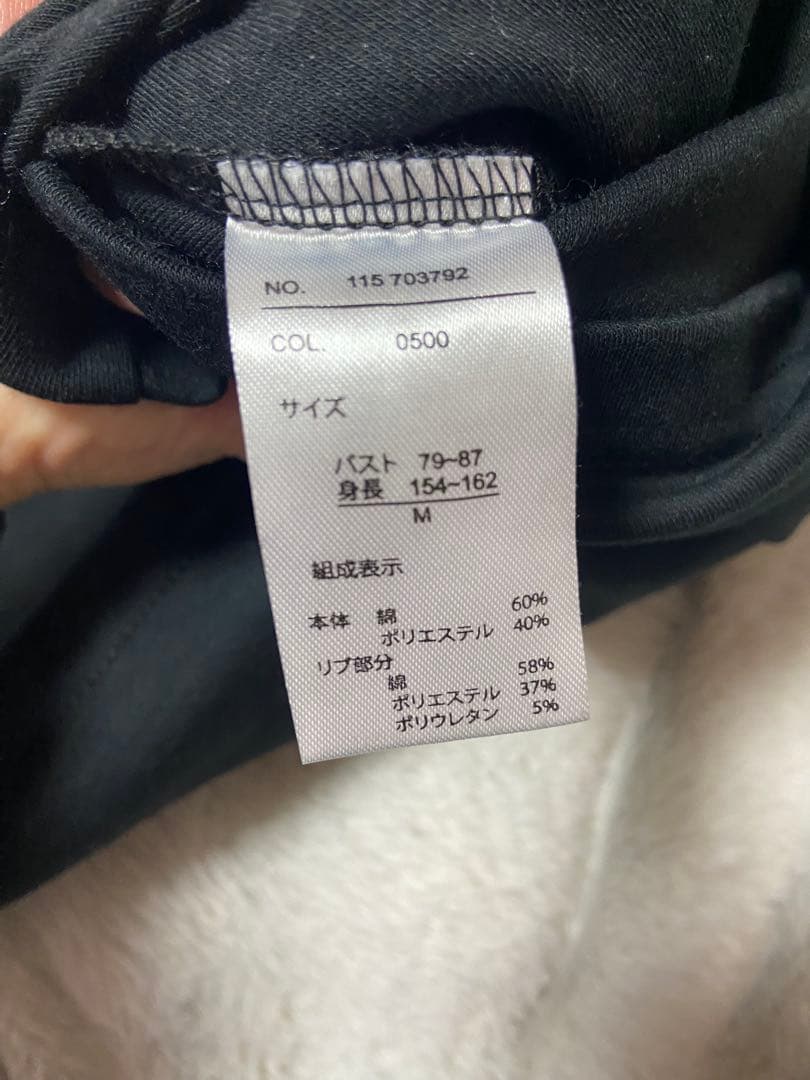 NO. 115 703792
COL. 0500
サイズ
バスト 79~87
身長 154~162
M
組成表示
本体 綿 60%
ポリエステル 40%
リブ部分
綿 58%
ポリエステル 37%
ポリウレタン 5%